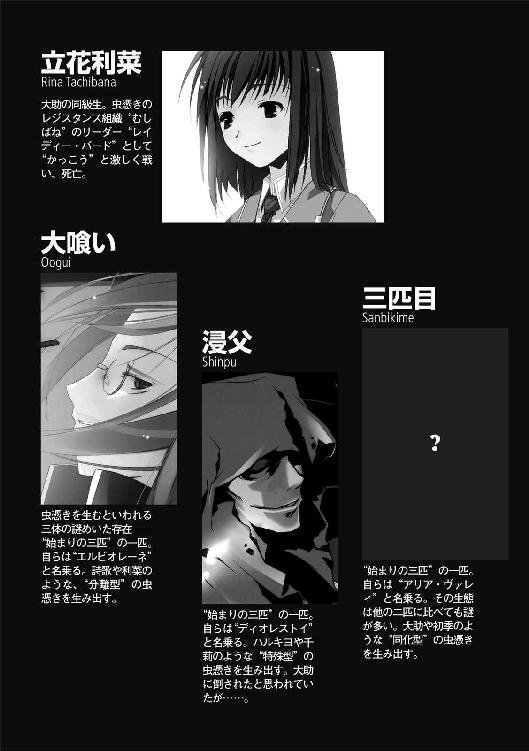 立花利菜
Rina Tachibana
大助の同級生。虫憑きの
レジスタンス組織“むし
ばね”のリーダー“レイ
ディー・バード”として
“かっこう”と激しく戦
い、死亡。
大喰い
Oogui
虫憑きを生むといわれる
三体の謎めいた存在――
“始まりの三匹”の一匹。
自らは“エルビオレーネ”
と名乗る。詩歌や利菜の
ような、“分離型”の虫
憑きを生み出す。
浸父
Shinpu
“始まりの三匹”の一匹。
自らは“ディオレストイ”
と名乗る。ハルキヨや千
莉のような“特殊型”の
虫憑きを生み出す。大助
に倒されたと思われてい
たが……。
三匹目
Sanbikime
?
“始まりの三匹”の一匹。
自らは“アリア・ヴァレ
ィ”と名乗る。その生態
は他の二匹に比べても謎
が多い。大助や初季のよ
うな“同化型”の虫憑き
を生み出す。